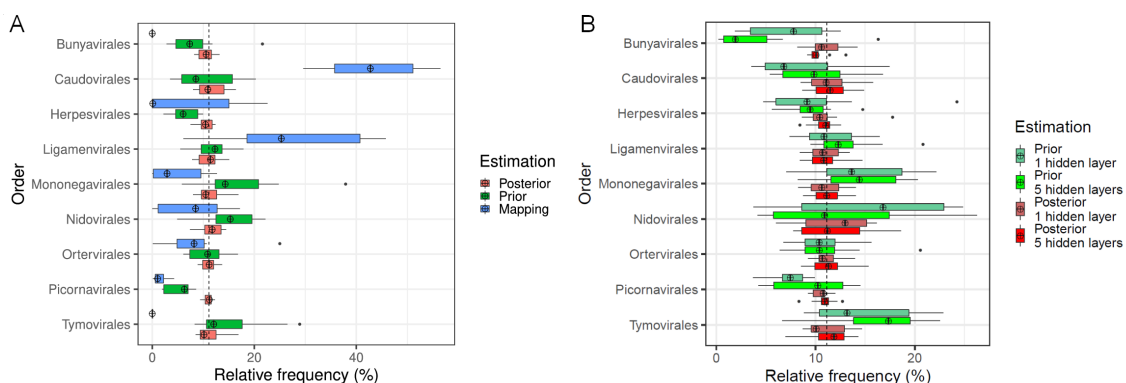 A
Order
Bunyavirales
Caudovirales
Herpesvirales
Ligamenvirales
Mononegavirales
Nidovirales
Ortervirales
Picornavirales
Tymovirales
0
20
40
Relative frequency (%)
Estimation
Posterior
Prior
Mapping
B
Order
Bunyavirales
Caudovirales
Herpesvirales
Ligamenvirales
Mononegavirales
Nidovirales
Ortervirales
Picornavirales
Tymovirales
0
10
20
Relative frequency (%)
Estimation
Prior
1 hidden layer
Prior
5 hidden layers
Posterior
1 hidden layer
Posterior
5 hidden layers